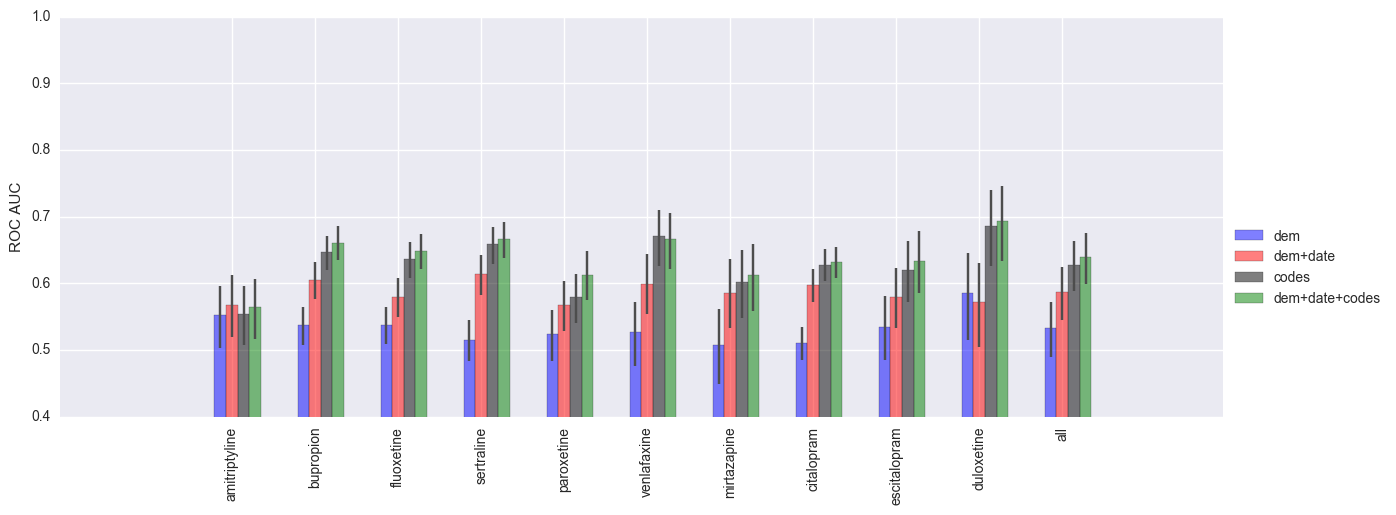 1.0
0.9
0.8
0.7
0.6
0.5
0.4
ROC AUC
amitriptyline
bupropion
fluoxetine
sertraline
paroxetine
venlafaxine
mirtazapine
citalopram
escitalopram
duloxetine
all
dem
dem+date
codes
dem+date+codes